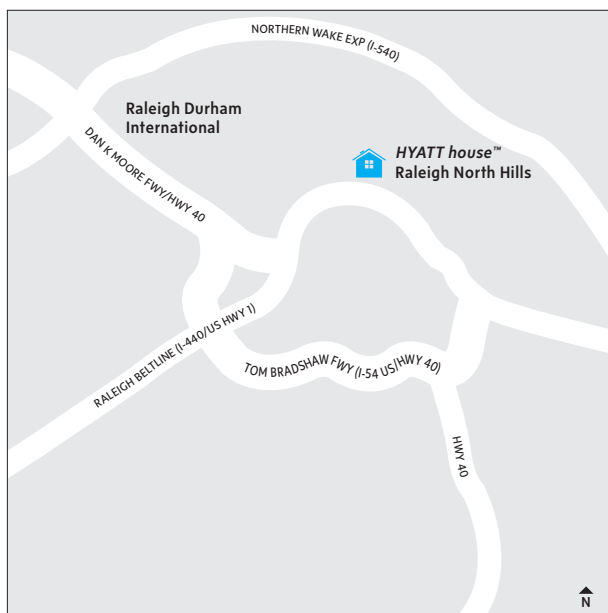 NORTHERN WAKE EXP (I-540)
Raleigh Durham
International
DAN K MOORE FWY/HWY 40
HYATT house™
Raleigh North Hills
RALEIGH BELTLINE (I-440/US HWY 1)
TOM BRADSHAW FWY (I-54 US/HWY 40)
HWY 40
N